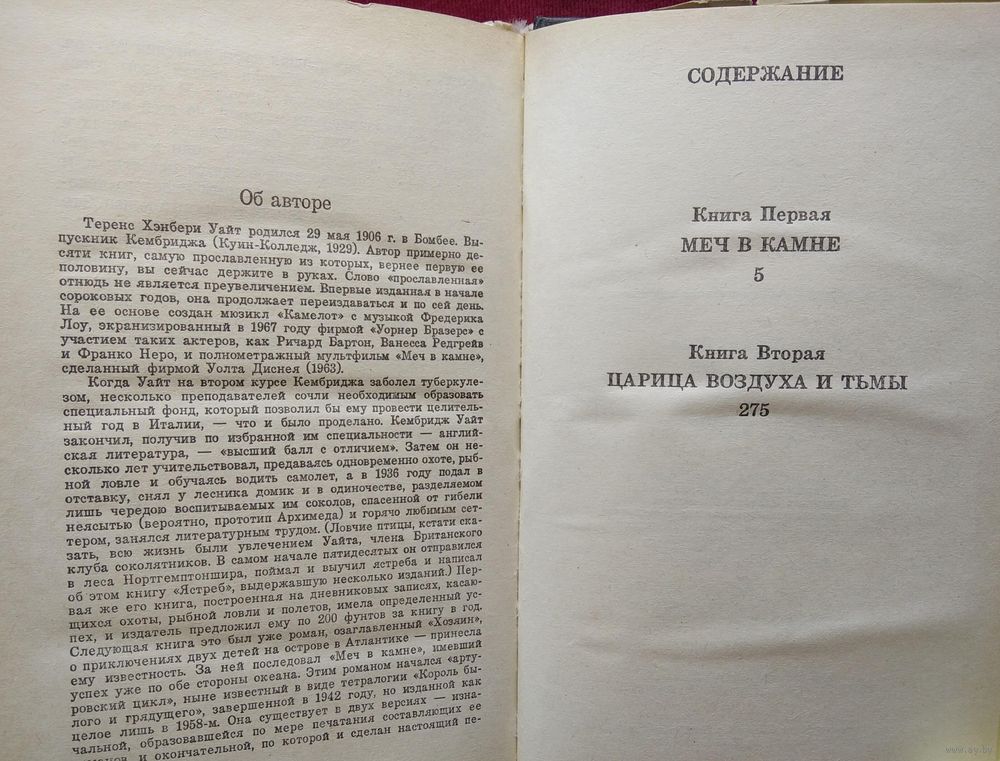 Об авторе
Теренс Хэнбери Уайт родился 29 мая 1906 г. в Бомбее. Вы-
пускник Кембриджа (Куин-Колледж, 1929). Автор примерно де-
сяти книг, самую прославленную из которых, вернее первую ее
половину, вы сейчас держите в руках. Слово «прославленная»
отнюдь не является преувеличением. Впервые изданная в начале
сороковых годов, она продолжает переиздаваться и по сей день.
На ее основе создан мюзикл «Камелот» с музыкой Фредерика
Лоу, экранизированный в 1967 году фирмой «Уорнер Бразерс» с
участием таких актеров, как Ричард Бартон, Ванесса Редгрейв
и Франко Неро, и полнометражный мультфильм «Меч в камне»,
сделанный фирмой Уолта Диснея (1963).
Когда Уайт на втором курсе Кембриджа заболел туберкуле-
зом, несколько преподавателей сочли необходимым образовать
специальный фонд, который позволил бы ему провести целитель-
ный год в Италии, — что и было проделано. Кембридж Уайт
закончил, получив по избранной им специальности — англий-
ская литература, — «высший балл с отличием». Затем он не-
сколько лет учительствовал, предаваясь одновременно охоте, рыб-
ной ловле и обучаясь водить самолет, а в 1936 году подал в
отставку, снял у лесника домик и в одиночестве, разделяемом
лишь чередою воспитываемых им соколов, спасенной от гибели
неясытью (вероятно, прототип Архимеда) и горячо любимым сет-
тером, занялся литературным трудом. (Ловчие птицы, кстати ска-
зать, всю жизнь были увлечением Уайта, члена Британского
клуба соколятников. В самом начале пятидесятых он отправился
в леса Нортгемптоншира, поймал и выучил ястреба и написал
об этом книгу «Ястреб», выдержавшую несколько изданий.) Пер-
вая же его книга, построенная на дневниковых записях, касаю-
щихся охоты, рыбной ловли и полетов, имела определенный ус-
пех, и издатель предложил ему по 200 фунтов за книгу в год.
Следующая книга это был уже роман, озаглавленный «Хозяин»,
о приключениях двух детей на острове в Атлантике — принесла
ему известность. За ней последовал «Меч в камне», имевший
успех уже по обе стороны океана. Этим романом начался «арту-
ровский цикл», ныне известный в виде тетралогии «Король бы-
лого и грядущего», завершенной в 1942 году, но изданной как
целое лишь в 1958-м. Она существует в двух версиях — изна-
чальной, образовавшейся по мере печатания составляющих ее
и окончательной, по которой и сделан настоящий пе-
СОДЕРЖАНИЕ
Книга Первая
МЕЧ В КАМНЕ
5
Книга Вторая
ЦАРИЦА ВОЗДУХА И ТЬМЫ
275
www.ay.by